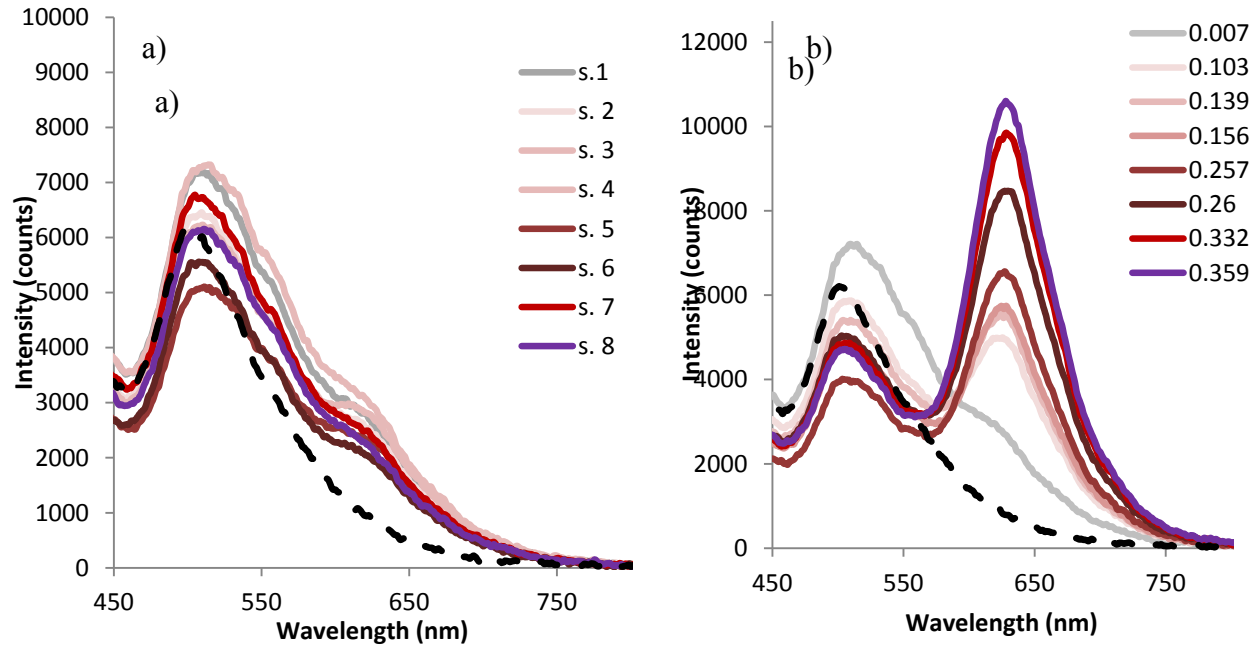 10000
9000
8000
7000
6000
5000
4000
3000
2000
1000
0
Intensity (counts)
450 550 650 750
Wavelength (nm)
a)
a)
s.1
s. 2
s. 3
s. 4
s. 5
s. 6
s. 7
s. 8
12000
10000
18000
16000
4000
2000
0
Intensity (counts)
450 550 650 750
Wavelength (nm)
b)
b)
0.007
0.103
0.139
0.156
0.257
0.26
0.332
0.359